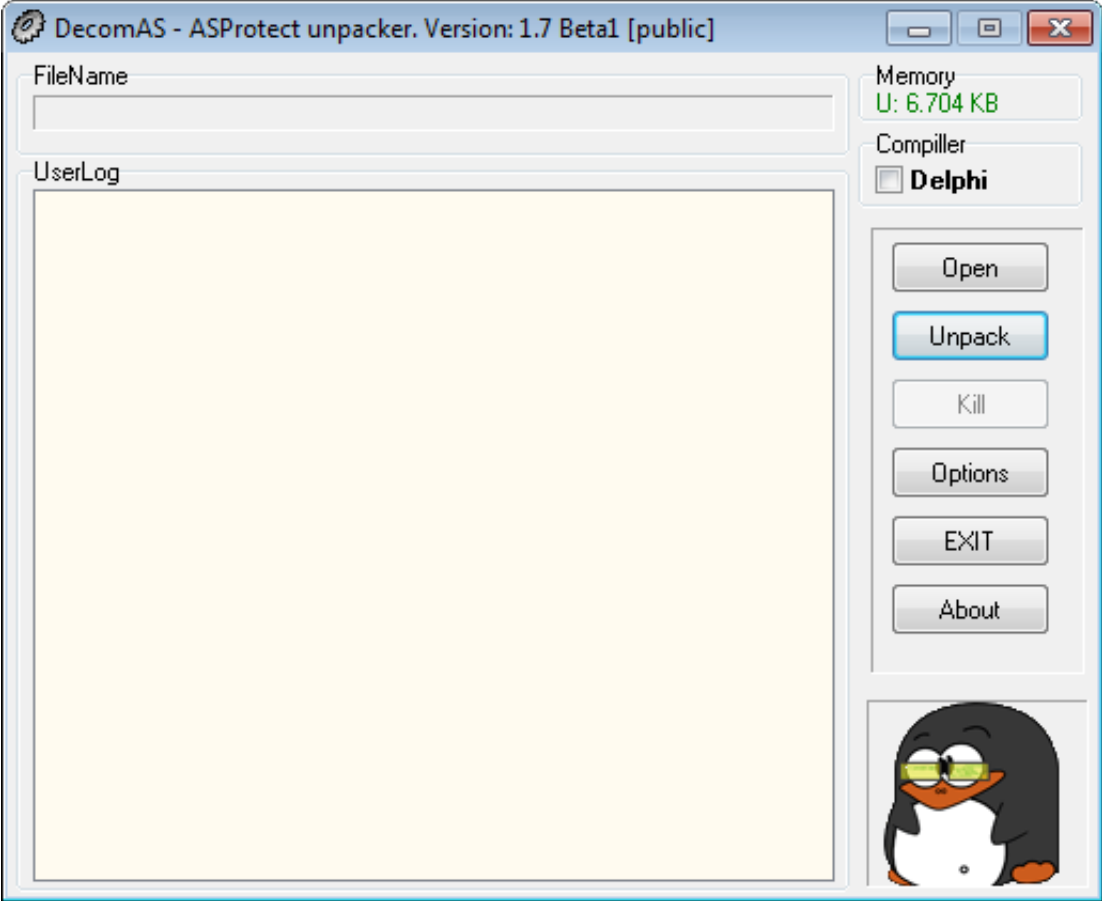 DecomAS - ASProtect unpacker. Version: 1.7 Beta1 [public]
FileName
Memory
U: 6.704 KB
Compiller
Delphi
UserLog
Open
Unpack
Kill
Options
EXIT
About